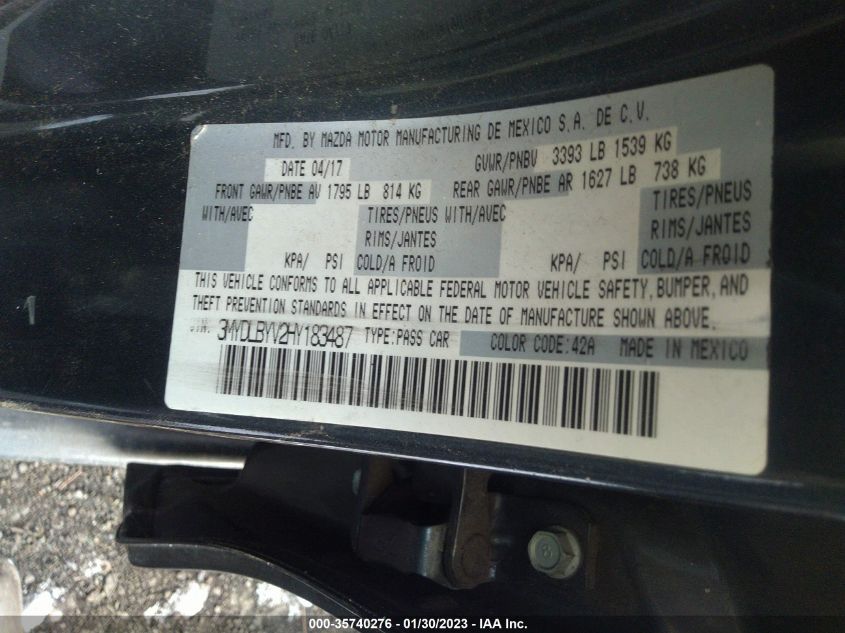 MFD. BY MAZDA MOTOR MANUFACTURING DE MEXICO S.A. DE C.V.
DATE 04/17 GVWR/PNBV 3393 LB 1539 KG
FRONT GAWR/PNBE AV 1795 LB 814 KG REAR GAWR/PNBE AR 1627 LB 738 KG
WITH/AVEC TIRES/PNEUS WITH/AVEC TIRES/PNEUS
RIMS/JANTES RIMS/JANTES
KPA/ PSI COLD/A FROID KPA/ PSI COLD/A FROID
THIS VEHICLE CONFORMS TO ALL APPLICABLE FEDERAL MOTOR VEHICLE SAFETY, BUMPER, AND
THEFT PREVENTION STANDARDS IN EFFECT ON THE DATE OF MANUFACTURE SHOWN ABOVE.
3MYDLBYV2HY183487 TYPE:PASS CAR COLOR CODE:42A MADE IN MEXICO
000-35740276 - 01/30/2023 - IAA Inc.